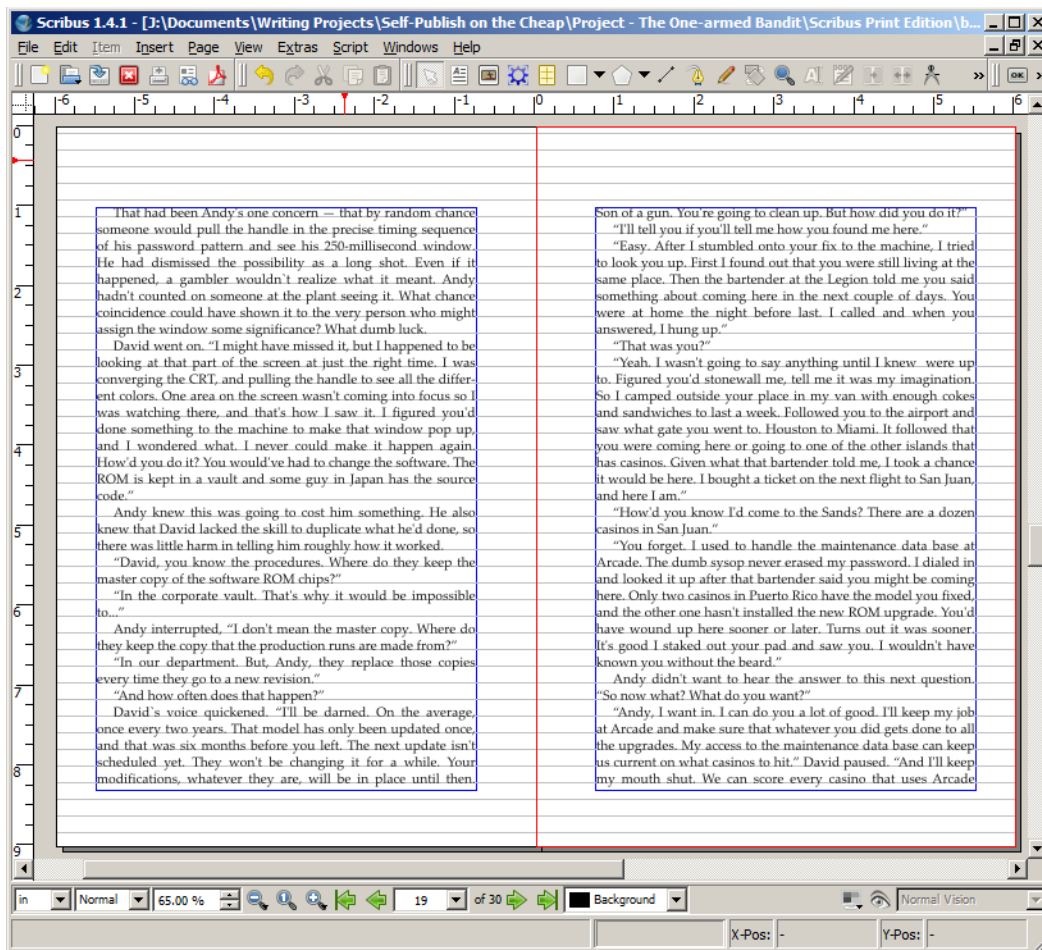 Scribus 1.4.1 - [J:\Documents\Writing Projects\Self-Publish on the Cheap\Project - The One-armed Bandit\Scribus Print Edition\b...
File Edit Item Insert Page View Extras Script Windows Help
OK
-6 -5 -4 -3 -2 -1 0 1 2 3 4 5 6
0
1
2
3
4
5
6
7
8
9
That had been Andy's one concern — that by random chance
someone would pull the handle in the precise timing sequence
of his password pattern and see his 250-millisecond window.
He had dismissed the possibility as a long shot. Even if it
happened, a gambler wouldn`t realize what it meant. Andy
hadn't counted on someone at the plant seeing it. What chance
coincidence could have shown it to the very person who might
assign the window some significance? What dumb luck.
David went on. “I might have missed it, but I happened to be
looking at that part of the screen at just the right time. I was
converging the CRT, and pulling the handle to see all the differ-
ent colors. One area on the screen wasn't coming into focus so I
was watching there, and that's how I saw it. I figured you'd
done something to the machine to make that window pop up,
and I wondered what. I never could make it happen again.
How'd you do it? You would've had to change the software. The
ROM is kept in a vault and some guy in Japan has the source
code.”
Andy knew this was going to cost him something. He also
knew that David lacked the skill to duplicate what he'd done, so
there was little harm in telling him roughly how it worked.
“David, you know the procedures. Where do they keep the
master copy of the software ROM chips?”
“In the corporate vault. That's why it would be impossible
to...”
Andy interrupted, “I don't mean the master copy. Where do
they keep the copy that the production runs are made from?”
“In our department. But, Andy, they replace those copies
every time they go to a new revision.”
“And how often does that happen?”
David`s voice quickened. “I'll be darned. On the average,
once every two years. That model has only been updated once,
and that was six months before you left. The next update isn't
scheduled yet. They won't be changing it for a while. Your
modifications, whatever they are, will be in place until then.
Son of a gun. You're going to clean up. But how did you do it?”
“I'll tell you if you'll tell me how you found me here.”
“Easy. After I stumbled onto your fix to the machine, I tried
to look you up. First I found out that you were still living at the
same place. Then the bartender at the Legion told me you said
something about coming here in the next couple of days. You
were at home the night before last. I called and when you
answered, I hung up.”
“That was you?”
“Yeah. I wasn't going to say anything until I knew were up
to. Figured you'd stonewall me, tell me it was my imagination.
So I camped outside your place in my van with enough cokes
and sandwiches to last a week. Followed you to the airport and
saw what gate you went to. Houston to Miami. It followed that
you were coming here or going to one of the other islands that
has casinos. Given what that bartender told me, I took a chance
it would be here. I bought a ticket on the next flight to San Juan,
and here I am.”
“How'd you know I'd come to the Sands? There are a dozen
casinos in San Juan.”
“You forget. I used to handle the maintenance data base at
Arcade. The dumb sysop never erased my password. I dialed in
and looked it up after that bartender said you might be coming
here. Only two casinos in Puerto Rico have the model you fixed,
and the other one hasn't installed the new ROM upgrade. You'd
have wound up here sooner or later. Turns out it was sooner.
It's good I staked out your pad and saw you. I wouldn't have
known you without the beard.”
Andy didn't want to hear the answer to this next question.
“So now what? What do you want?”
“Andy, I want in. I can do you a lot of good. I'll keep my job
at Arcade and make sure that whatever you did gets done to all
the upgrades. My access to the maintenance data base can keep
us current on what casinos to hit.” David paused. “And I'll keep
my mouth shut. We can score every casino that uses Arcade
in Normal 65.00 % 19 of 30 Background Normal Vision
X-Pos: - Y-Pos: -